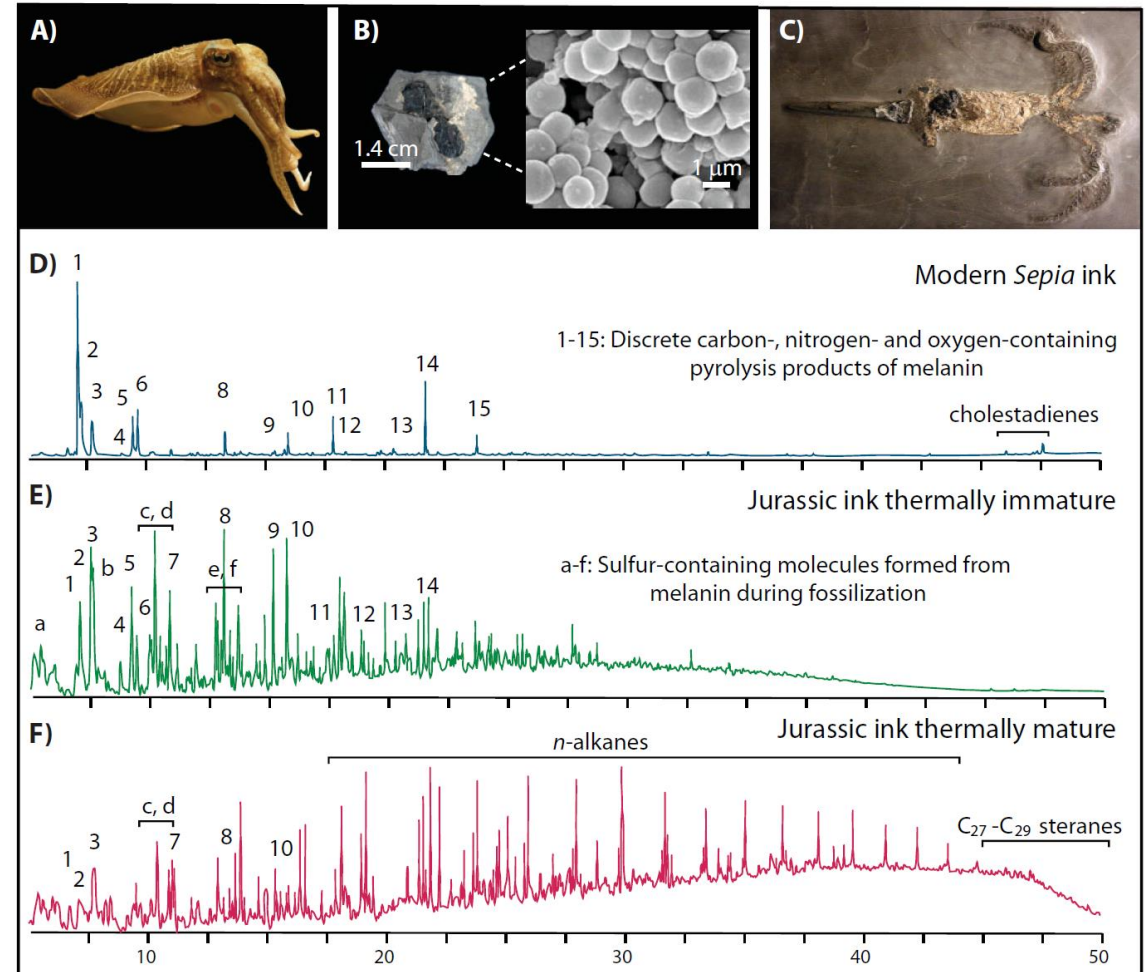 A)
B)
C)
1.4 cm
1 μm
D)
Modern Sepia ink
1-15: Discrete carbon-, nitrogen- and oxygen-containing
pyrolysis products of melanin
1
2
3
4
5
6
8
9
10
11
12
13
14
15
cholestadienes
E)
Jurassic ink thermally immature
a-f: Sulfur-containing molecules formed from
melanin during fossilization
a
1
2
3
b
4
5
6
c, d
7
e, f
8
9
10
11
12
13
14
F)
Jurassic ink thermally mature
n-alkanes
C27-C29 steranes
1
2
3
c, d
7
8
10
10
20
30
40
50